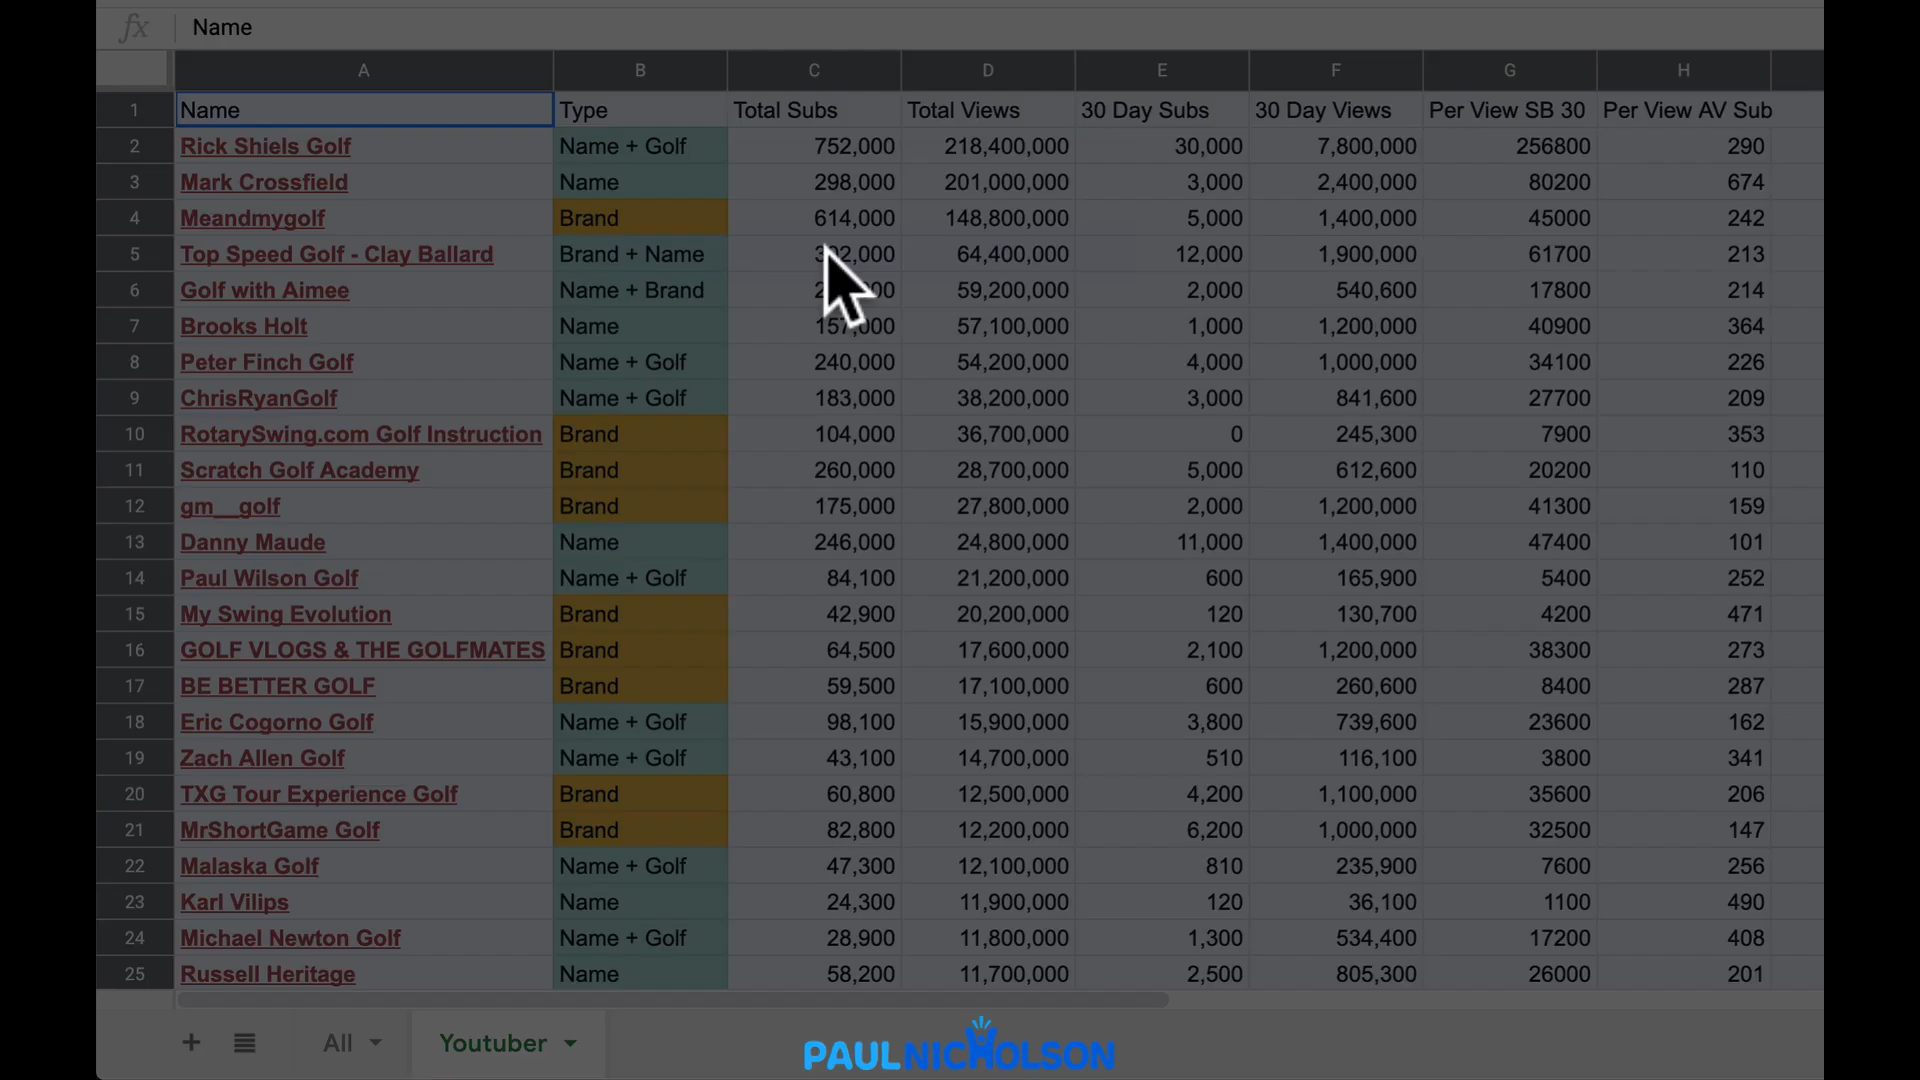 fx Name
A B C D E F G H
1 Name Type Total Subs Total Views 30 Day Subs 30 Day Views Per View SB 30 Per View AV Sub
2 Rick Shiels Golf Name + Golf 752,000 218,400,000 30,000 7,800,000 256800 290
3 Mark Crossfield Name 298,000 201,000,000 3,000 2,400,000 80200 674
4 Meandmygolf Brand 614,000 148,800,000 5,000 1,400,000 45000 242
5 Top Speed Golf - Clay Ballard Brand + Name 64,400,000 12,000 1,900,000 61700 213
6 Golf with Aimee Name + Brand 59,200,000 2,000 540,600 17800 214
7 Brooks Holt Name 157,000 57,100,000 1,000 1,200,000 40900 364
8 Peter Finch Golf Name + Golf 240,000 54,200,000 4,000 1,000,000 34100 226
9 ChrisRyanGolf Name + Golf 183,000 38,200,000 3,000 841,600 27700 209
10 RotarySwing.com Golf Instruction Brand 104,000 36,700,000 0 245,300 7900 353
11 Scratch Golf Academy Brand 260,000 28,700,000 5,000 612,600 20200 110
12 gm__golf Brand 175,000 27,800,000 2,000 1,200,000 41300 159
13 Danny Maude Name 246,000 24,800,000 11,000 1,400,000 47400 101
14 Paul Wilson Golf Name + Golf 84,100 21,200,000 600 165,900 5400 252
15 My Swing Evolution Brand 42,900 20,200,000 120 130,700 4200 471
16 GOLF VLOGS & THE GOLFMATES Brand 64,500 17,600,000 2,100 1,200,000 38300 273
17 BE BETTER GOLF Brand 59,500 17,100,000 600 260,600 8400 287
18 Eric Cogorno Golf Name + Golf 98,100 15,900,000 3,800 739,600 23600 162
19 Zach Allen Golf Name + Golf 43,100 14,700,000 510 116,100 3800 341
20 TXG Tour Experience Golf Brand 60,800 12,500,000 4,200 1,100,000 35600 206
21 MrShortGame Golf Brand 82,800 12,200,000 6,200 1,000,000 32500 147
22 Malaska Golf Name + Golf 47,300 12,100,000 810 235,900 7600 256
23 Karl Vilips Name 24,300 11,900,000 120 36,100 1100 490
24 Michael Newton Golf Name + Golf 28,900 11,800,000 1,300 534,400 17200 408
25 Russell Heritage Name 58,200 11,700,000 2,500 805,300 26000 201
+ All Youtuber
PAULNICHOLSON